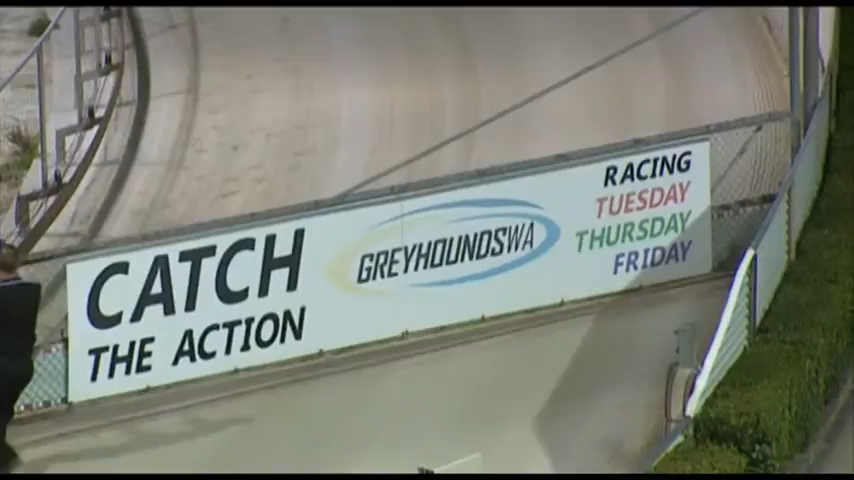 CATCH
THE ACTION
GREYHOUNDSWA
RACING
TUESDAY
THURSDAY
FRIDAY